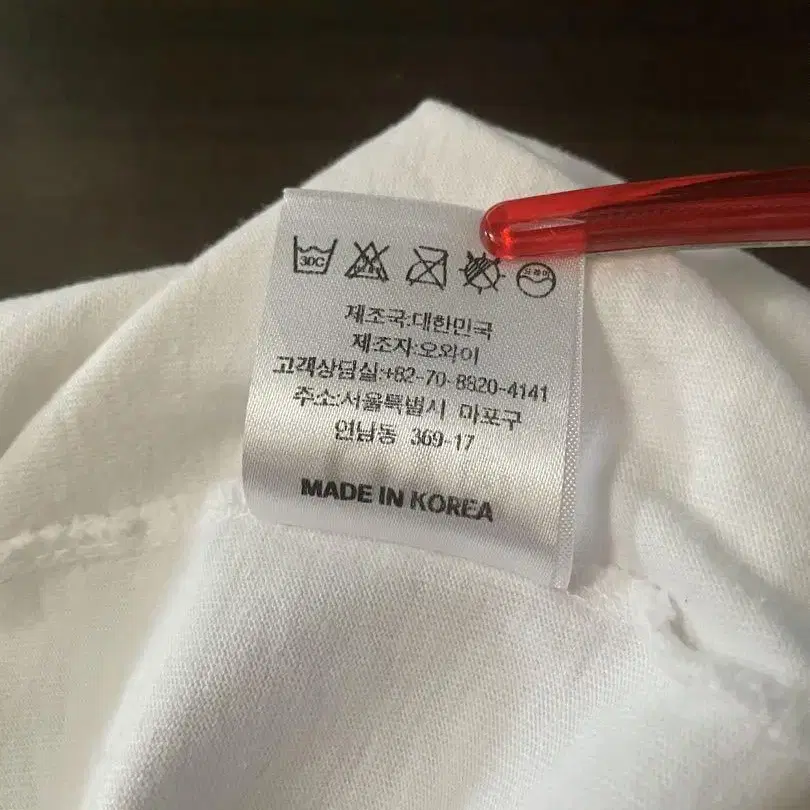 30C
제조국:대한민국
제조자:오와이
고객상담실:+82-70-8820-4141
주소:서울특별시 마포구
연남동 369-17
MADE IN KOREA